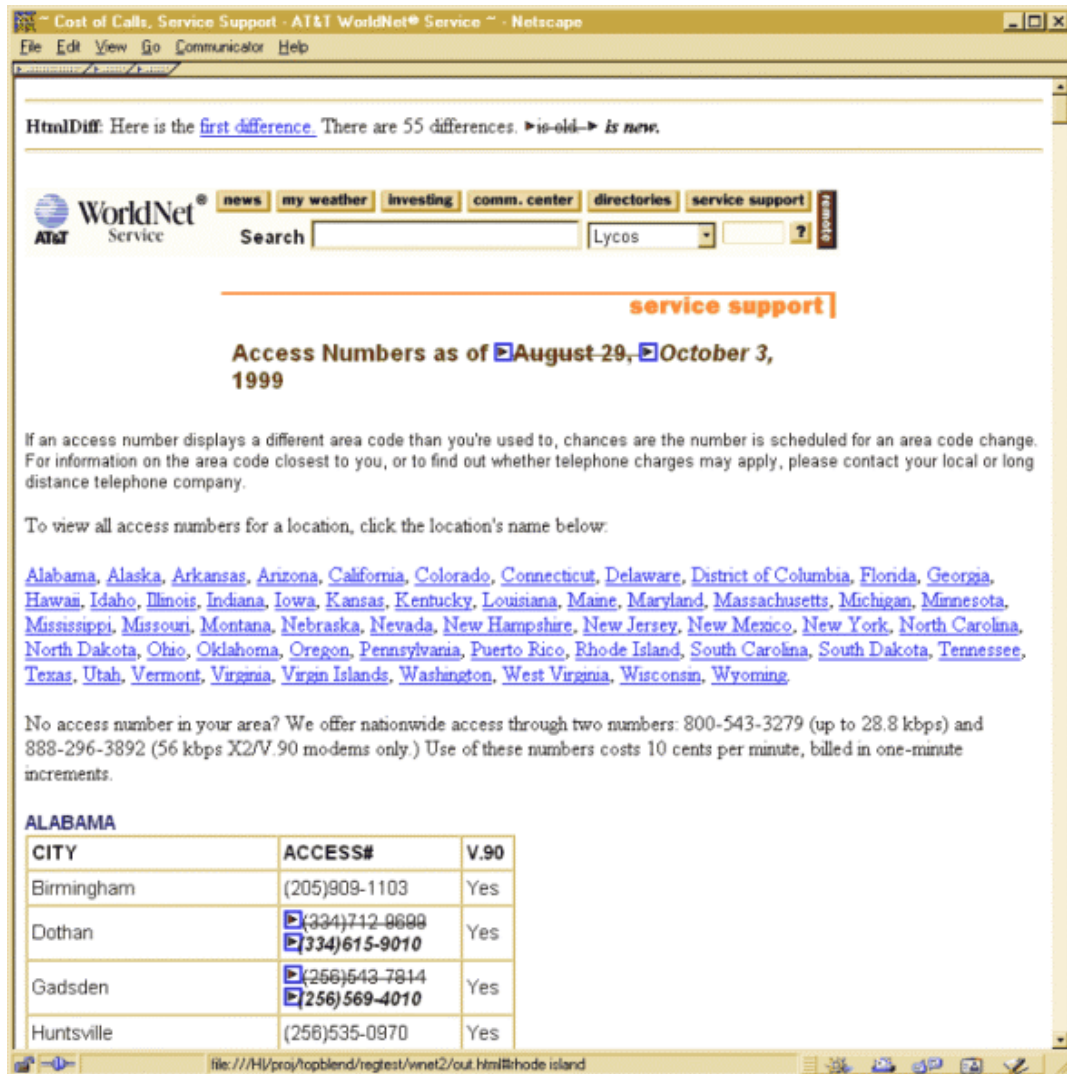 ~ Cost of Calls, Service Support - AT&T WorldNet® Service ~ - Netscape
File Edit View Go Communicator Help
HtmlDiff: Here is the first difference. There are 55 differences. is old. is new.
AT&T WorldNet® Service
news my weather investing comm. center directories service support
remote
Search Lycos ?
service support
Access Numbers as of August 29, October 3,
1999
If an access number displays a different area code than you're used to, chances are the number is scheduled for an area code change.
For information on the area code closest to you, or to find out whether telephone charges may apply, please contact your local or long
distance telephone company.
To view all access numbers for a location, click the location's name below:
Alabama, Alaska, Arkansas, Arizona, California, Colorado, Connecticut, Delaware, District of Columbia, Florida, Georgia,
Hawaii, Idaho, Illinois, Indiana, Iowa, Kansas, Kentucky, Louisiana, Maine, Maryland, Massachusetts, Michigan, Minnesota,
Mississippi, Missouri, Montana, Nebraska, Nevada, New Hampshire, New Jersey, New Mexico, New York, North Carolina,
North Dakota, Ohio, Oklahoma, Oregon, Pennsylvania, Puerto Rico, Rhode Island, South Carolina, South Dakota, Tennessee,
Texas, Utah, Vermont, Virginia, Virgin Islands, Washington, West Virginia, Wisconsin, Wyoming.
No access number in your area? We offer nationwide access through two numbers: 800-543-3279 (up to 28.8 kbps) and
888-296-3892 (56 kbps X2/V.90 modems only.) Use of these numbers costs 10 cents per minute, billed in one-minute
increments.
ALABAMA
CITY ACCESS# V.90
Birmingham (205)909-1103 Yes
Dothan (334)712-9699 (334)615-9010 Yes
Gadsden (256)543-7814 (256)569-4010 Yes
Huntsville (256)535-0970 Yes
file:///H|/proj/topblend/regtest/wnet2/out.html#rhode island